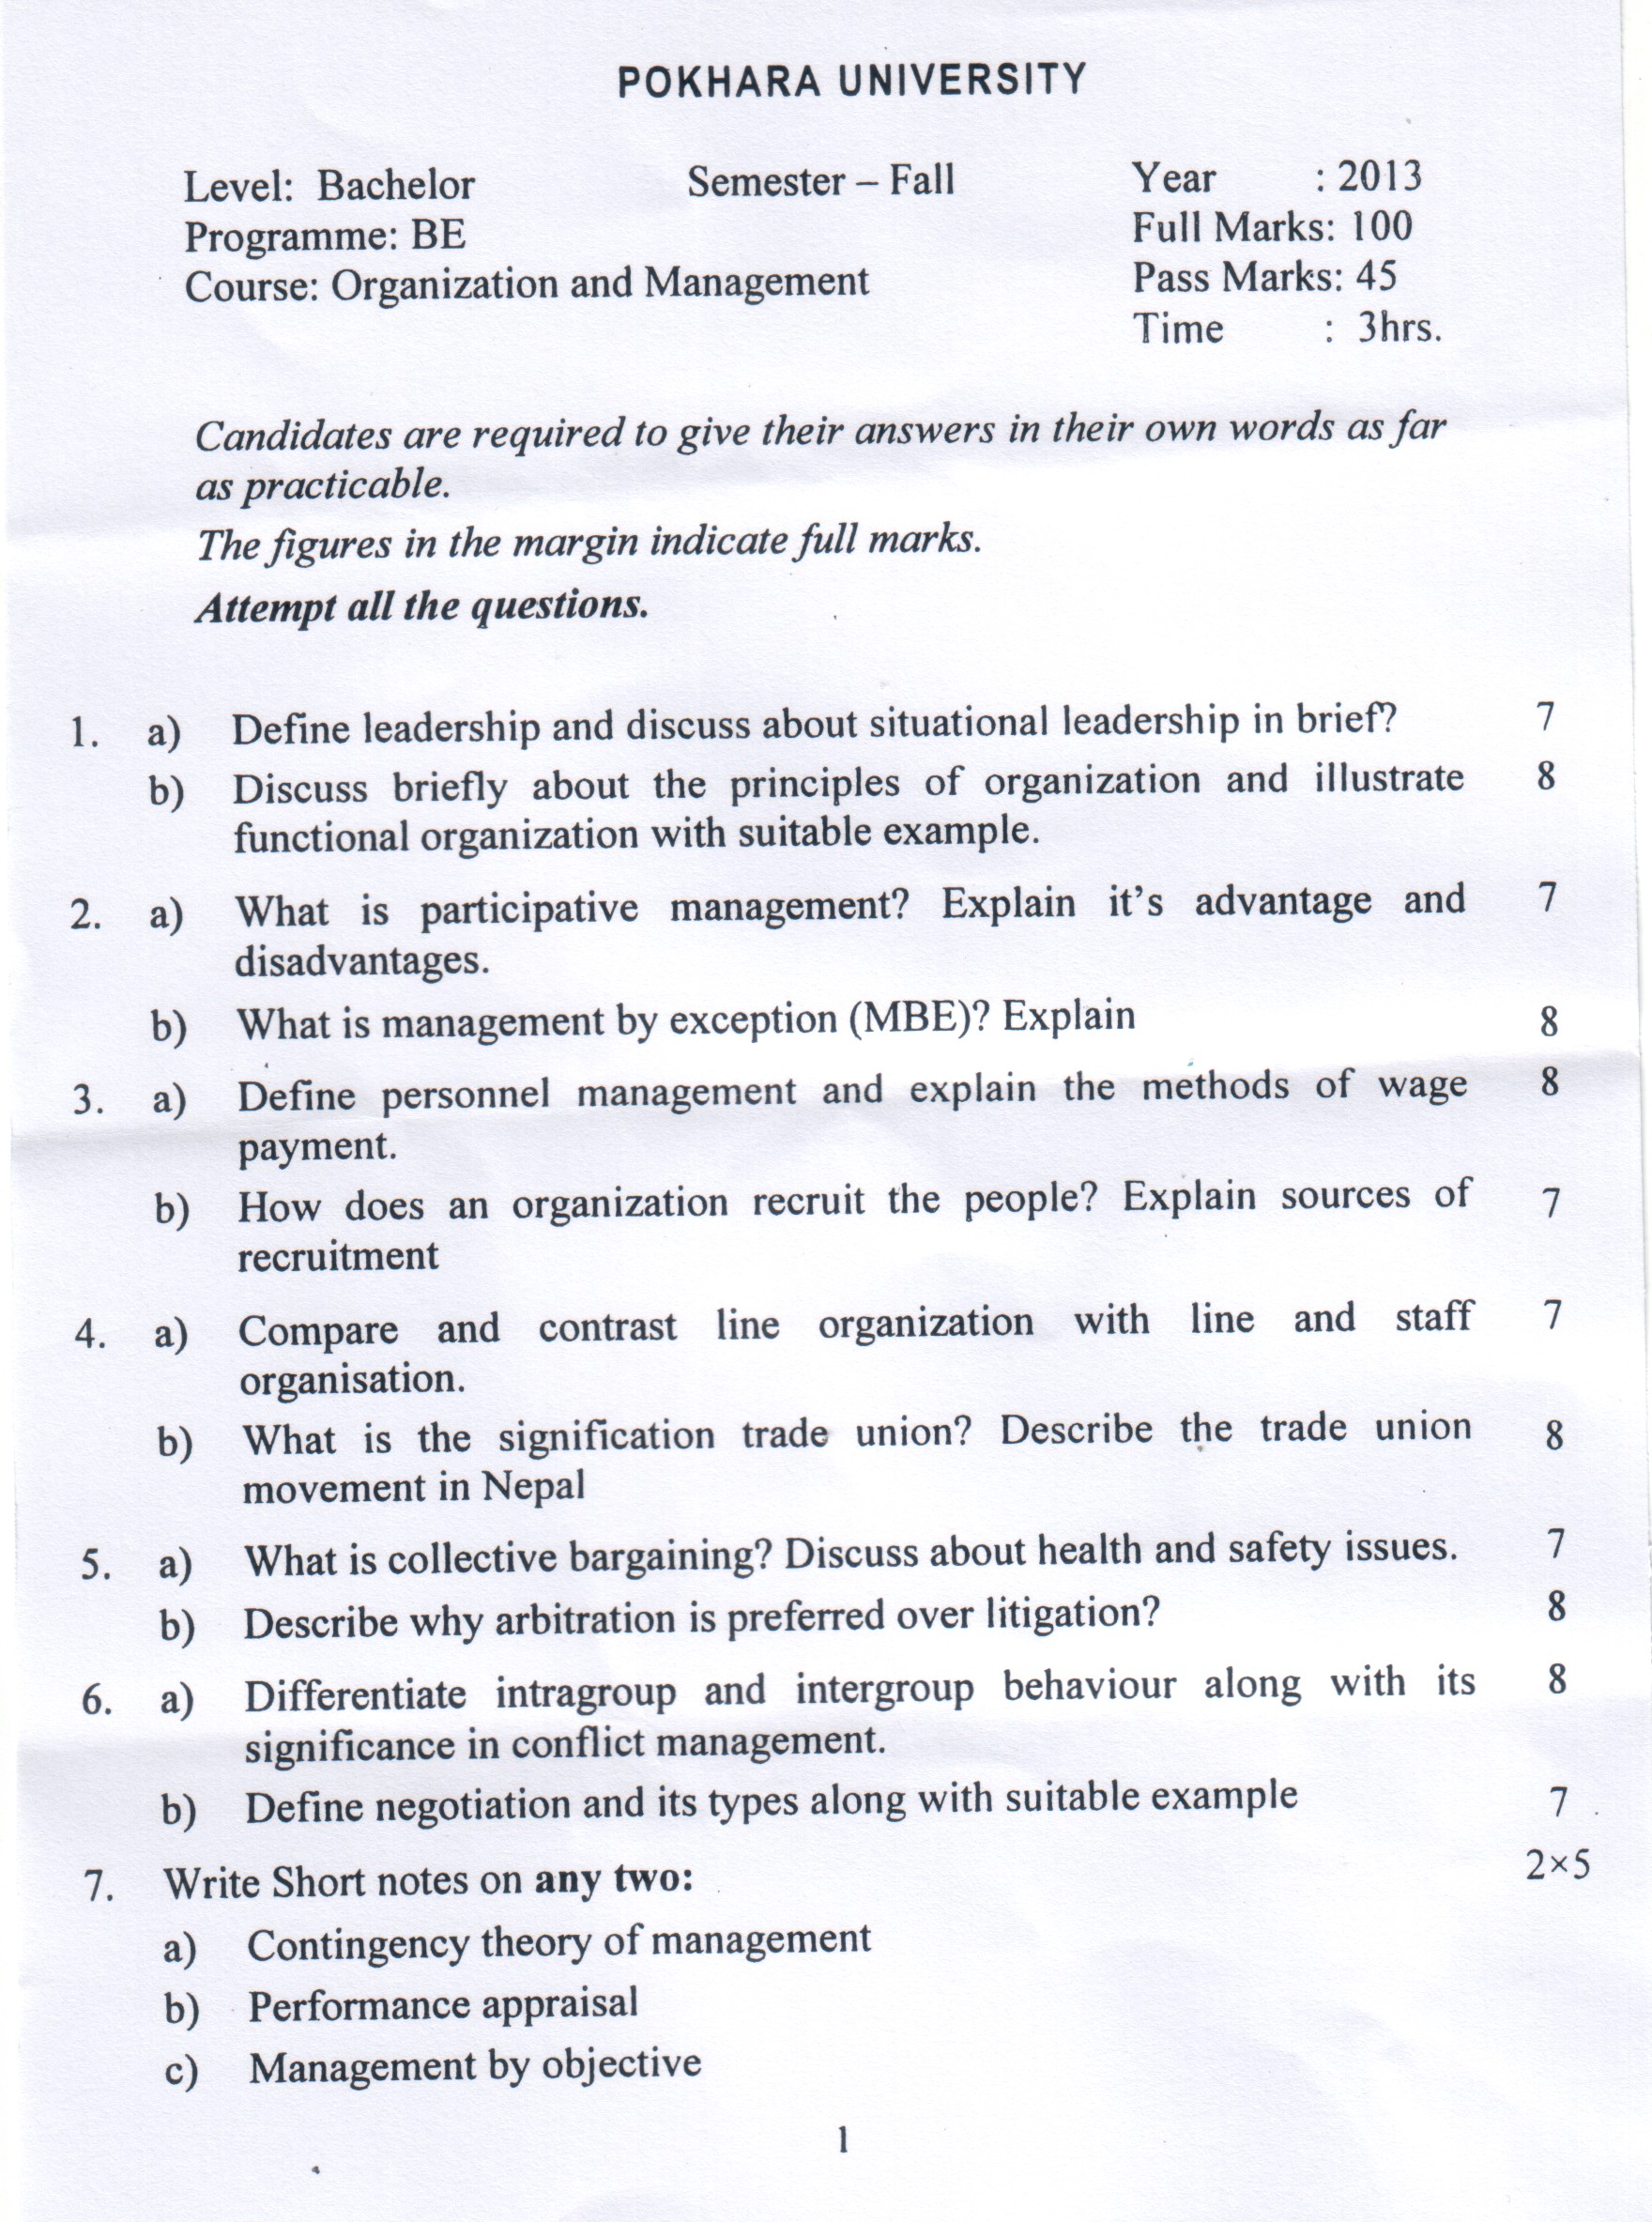 POKHARA UNIVERSITY
Level: Bachelor Semester – Fall Year : 2013
Programme: BE Full Marks: 100
Course: Organization and Management Pass Marks: 45
Time : 3hrs.
Candidates are required to give their answers in their own words as far
as practicable.
The figures in the margin indicate full marks.
Attempt all the questions.
1. a) Define leadership and discuss about situational leadership in brief? 7
b) Discuss briefly about the principles of organization and illustrate 8
functional organization with suitable example.
2. a) What is participative management? Explain it's advantage and 7
disadvantages.
b) What is management by exception (MBE)? Explain 8
3. a) Define personnel management and explain the methods of wage 8
payment.
b) How does an organization recruit the people? Explain sources of 7
recruitment
4. a) Compare and contrast line organization with line and staff 7
organisation.
b) What is the signification trade union? Describe the trade union 8
movement in Nepal
5. a) What is collective bargaining? Discuss about health and safety issues. 7
b) Describe why arbitration is preferred over litigation? 8
6. a) Differentiate intragroup and intergroup behaviour along with its 8
significance in conflict management.
b) Define negotiation and its types along with suitable example 7
7. Write Short notes on any two: 2×5
a) Contingency theory of management
b) Performance appraisal
c) Management by objective
1